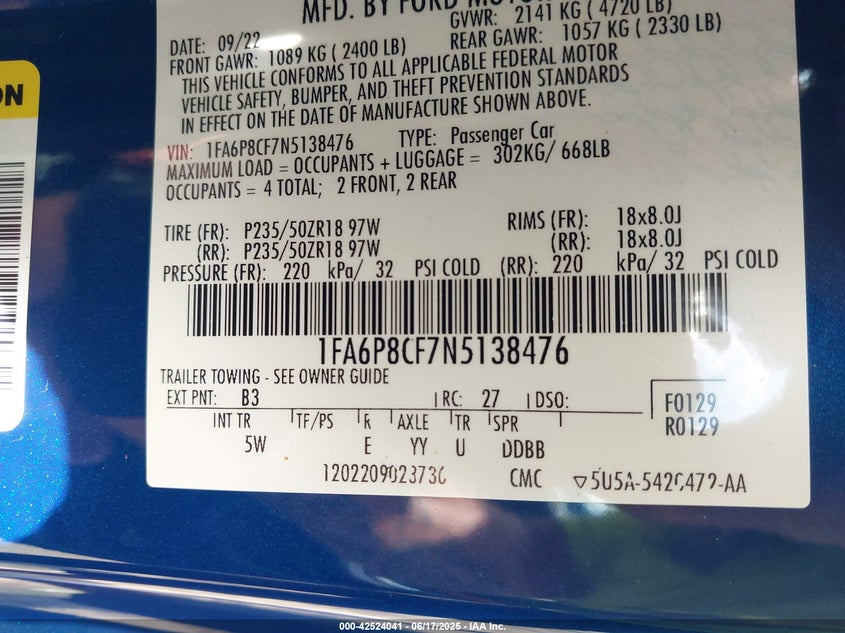 MFD. BY FORD MOTOR
GVWR: 2141 KG ( 4720 LB)
DATE: 09/22
FRONT GAWR: 1089 KG ( 2400 LB)
REAR GAWR: 1057 KG ( 2330 LB)
THIS VEHICLE CONFORMS TO ALL APPLICABLE FEDERAL MOTOR
VEHICLE SAFETY, BUMPER, AND THEFT PREVENTION STANDARDS
IN EFFECT ON THE DATE OF MANUFACTURE SHOWN ABOVE.
VIN: 1FA6P8CF7N5138476 TYPE: Passenger Car
MAXIMUM LOAD = OCCUPANTS + LUGGAGE = 302KG/ 668LB
OCCUPANTS = 4 TOTAL; 2 FRONT, 2 REAR
TIRE (FR): P235/50ZR18 97W RIMS (FR): 18x8.0J
(RR): P235/50ZR18 97W (RR): 18x8.0J
PRESSURE (FR): 220 kPa/ 32 PSI COLD (RR): 220 kPa/ 32 PSI COLD
1FA6P8CF7N5138476
TRAILER TOWING - SEE OWNER GUIDE
EXT PNT: B3 RC: 27 DSO:
F0129
R0129
INT TR TF/PS R AXLE TR SPR
5W E YY U DDBB
CMC
ON
000-42524041 - 06/17/2025 - IAA Inc.